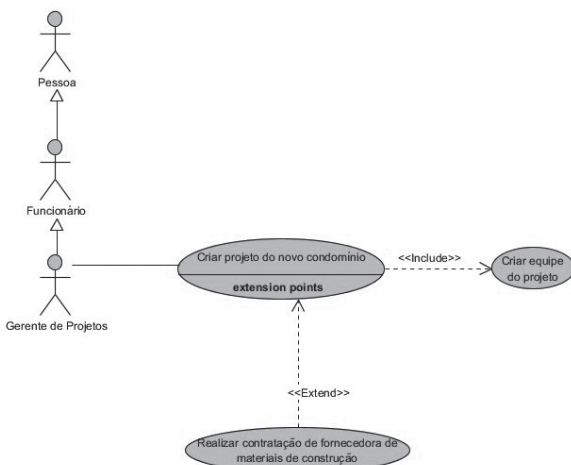 Pessoa
Funcionário
Gerente de Projetos
Criar projeto do novo condomínio
extension points
<<Include>>
Criar equipe
do projeto
<<Extend>>
Realizar contratação de fornecedora de
materiais de construção